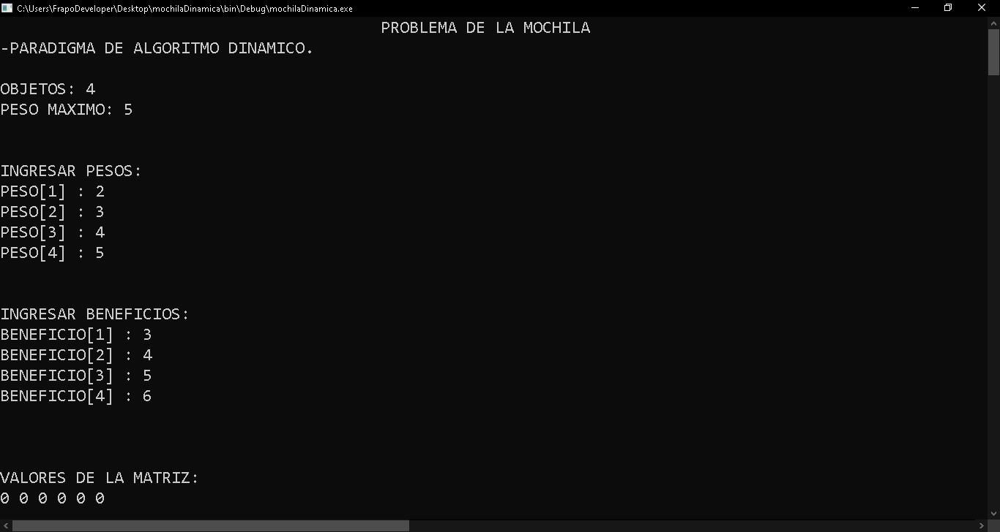 C:\Users\FrapoDeveloper\Desktop\mochilaDinamica\bin\Debug\mochilaDinamica.exe
PROBLEMA DE LA MOCHILA
-PARADIGMA DE ALGORITMO DINAMICO.
OBJETOS: 4
PESO MAXIMO: 5
INGRESAR PESOS:
PESO[1] : 2
PESO[2] : 3
PESO[3] : 4
PESO[4] : 5
INGRESAR BENEFICIOS:
BENEFICIO[1] : 3
BENEFICIO[2] : 4
BENEFICIO[3] : 5
BENEFICIO[4] : 6
VALORES DE LA MATRIZ:
0 0 0 0 0 0